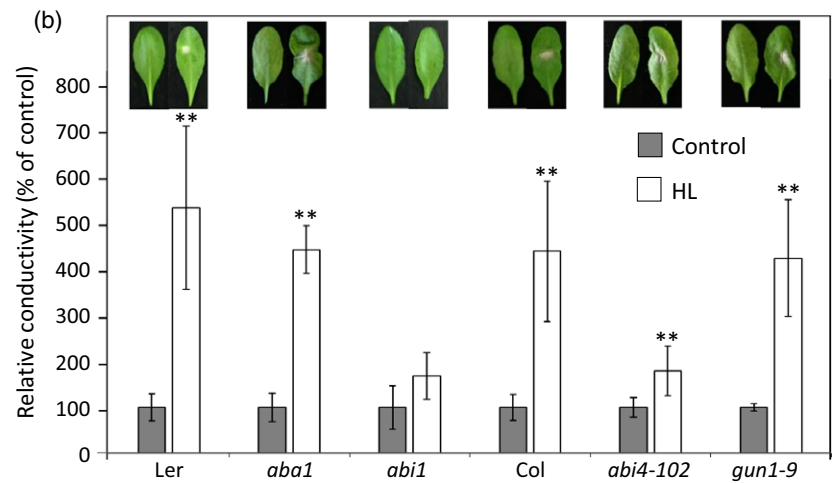 (b)
Relative conductivity (% of control)
800
700
600
500
400
300
200
100
0
**
**
**
**
**
Control
HL
Ler
aba1
abi1
Col
abi4-102
gun1-9